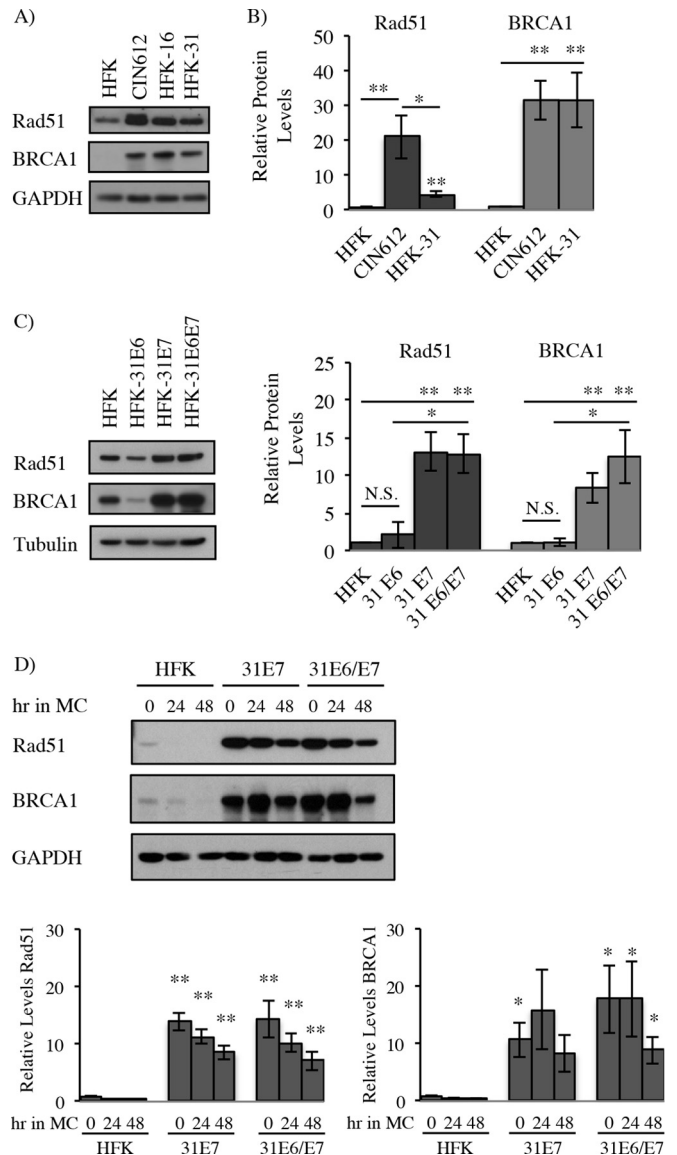 A)
HFK
CIN612
HFK-16
HFK-31
Rad51
BRCA1
GAPDH
B)
Rad51 BRCA1
Relative Protein
Levels
50
40
30
20
10
0
** * **
** **
HFK
CIN612
HFK-31
HFK
CIN612
HFK-31
C)
HFK
HFK-31E6
HFK-31E7
HFK-31E6E7
Rad51
BRCA1
Tubulin
Rad51 BRCA1
Relative Protein
Levels
25
20
15
10
5
0
** **
*
N.S.
** **
*
N.S.
HFK
31 E6
31 E7
31 E6/E7
HFK
31 E6
31 E7
31 E6/E7
D)
HFK 31E7 31E6/E7
hr in MC 0 24 48 0 24 48 0 24 48
Rad51
BRCA1
GAPDH
Relative Levels Rad51
30
20
10
0
** ** ** ** ** **
hr in MC 0 24 48 0 24 48 0 24 48
HFK 31E7 31E6/E7
Relative Levels BRCA1
30
20
10
0
* * * *
hr in MC 0 24 48 0 24 48 0 24 48
HFK 31E7 31E6/E7